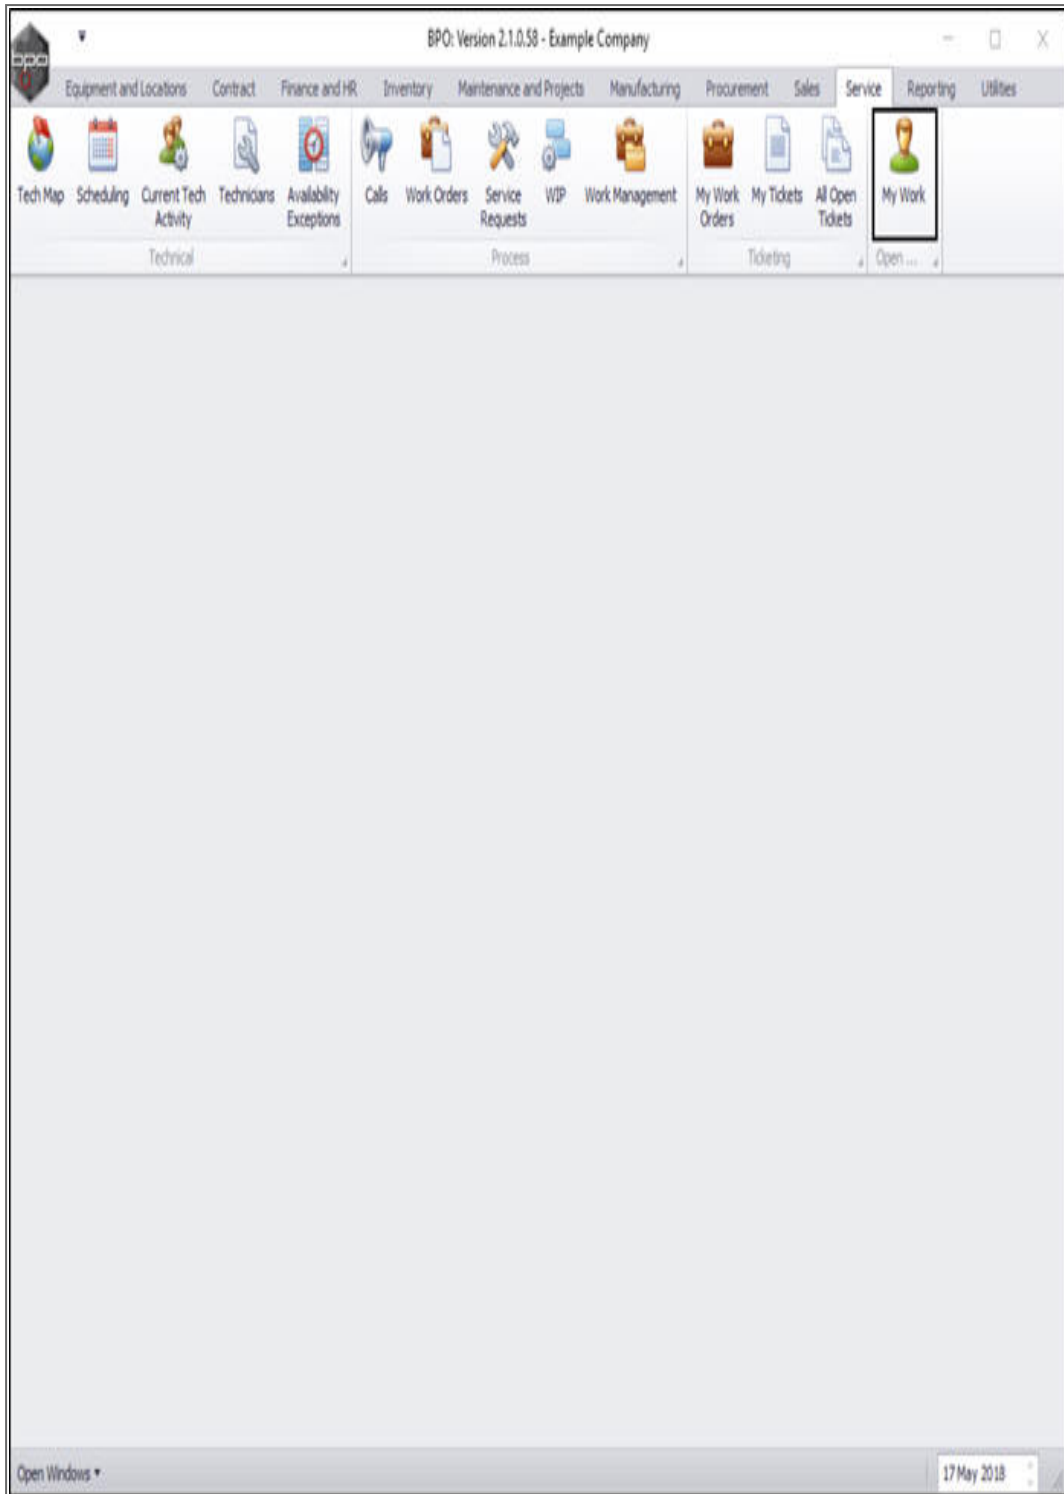 BPO: Version 2.1.0.58 - Example Company
bpo
Equipment and Locations Contract Finance and HR Inventory Maintenance and Projects Manufacturing Procurement Sales Service Reporting Utilities
Tech Map Scheduling Current Tech Activity Technicians Availability Exceptions Calls Work Orders Service Requests WIP Work Management My Work Orders My Tickets All Open Tickets My Work
Technical Process Ticketing Open ...
Open Windows 17 May 2018